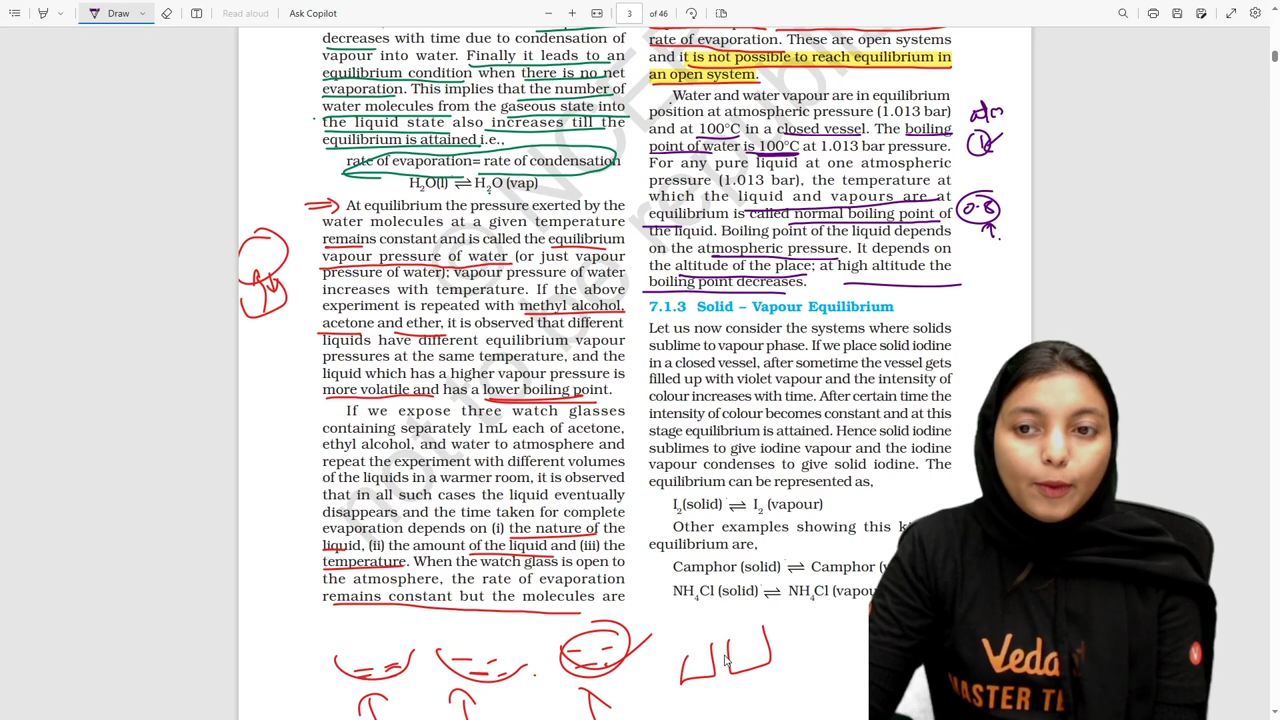 Draw
Read aloud
Ask Copilot
3
of 46
decreases with time due to condensation of
vapour into water. Finally it leads to an
equilibrium condition when there is no net
evaporation. This implies that the number of
water molecules from the gaseous state into
the liquid state also increases till the
equilibrium is attained i.e.,
rate of evaporation= rate of condensation
H2O(l) ⇌ H2O (vap)
At equilibrium the pressure exerted by the
water molecules at a given temperature
remains constant and is called the equilibrium
vapour pressure of water (or just vapour
pressure of water); vapour pressure of water
increases with temperature. If the above
experiment is repeated with methyl alcohol,
acetone and ether, it is observed that different
liquids have different equilibrium vapour
pressures at the same temperature, and the
liquid which has a higher vapour pressure is
more volatile and has a lower boiling point.
If we expose three watch glasses
containing separately 1mL each of acetone,
ethyl alcohol, and water to atmosphere and
repeat the experiment with different volumes
of the liquids in a warmer room, it is observed
that in all such cases the liquid eventually
disappears and the time taken for complete
evaporation depends on (i) the nature of the
liquid, (ii) the amount of the liquid and (iii) the
temperature. When the watch glass is open to
the atmosphere, the rate of evaporation
remains constant but the molecules are
rate of evaporation. These are open systems
and it is not possible to reach equilibrium in
an open system.
Water and water vapour are in equilibrium
position at atmospheric pressure (1.013 bar)
and at 100°C in a closed vessel. The boiling
point of water is 100°C at 1.013 bar pressure.
For any pure liquid at one atmospheric
pressure (1.013 bar), the temperature at
which the liquid and vapours are at
equilibrium is called normal boiling point of
the liquid. Boiling point of the liquid depends
on the atmospheric pressure. It depends on
the altitude of the place; at high altitude the
boiling point decreases.
atm
1
0.8
7.1.3 Solid – Vapour Equilibrium
Let us now consider the systems where solids
sublime to vapour phase. If we place solid iodine
in a closed vessel, after sometime the vessel gets
filled up with violet vapour and the intensity of
colour increases with time. After certain time the
intensity of colour becomes constant and at this
stage equilibrium is attained. Hence solid iodine
sublimes to give iodine vapour and the iodine
vapour condenses to give solid iodine. The
equilibrium can be represented as,
I2(solid) ⇌ I2 (vapour)
Other examples showing this
equilibrium are,
Camphor (solid) ⇌ Camphor
NH4Cl (solid) ⇌ NH4Cl
© NCERT
not to be republished
MASTER